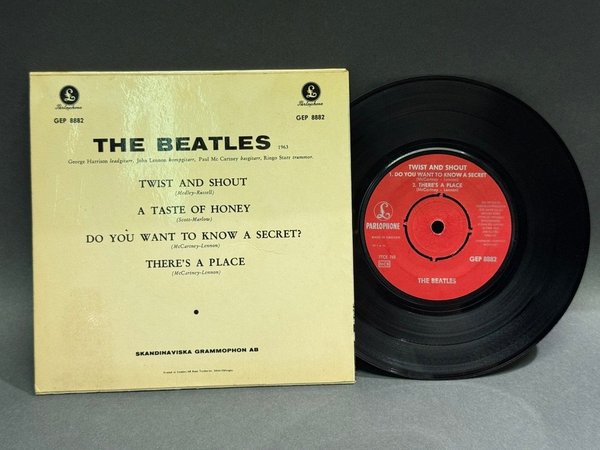 Parlophone
GEP 8882
Parlophone
GEP 8882
THE BEATLES 1963
George Harrison leadgitarr, John Lennon kompgitarr, Paul Mc Cartney basgitarr, Ringo Starr trummor.
TWIST AND SHOUT
(Medley-Russell)
A TASTE OF HONEY
(Scott-Marlow)
DO YOU WANT TO KNOW A SECRET?
(McCartney-Lennon)
THERE'S A PLACE
(McCartney-Lennon)
SKANDINAVISKA GRAMMOPHON AB
TWIST AND SHOUT
1. DO YOU WANT TO KNOW A SECRET
(McCartney - Lennon)
2. THERE'S A PLACE
(McCartney - Lennon)
PARLOPHONE
GEP 8882
THE BEATLES